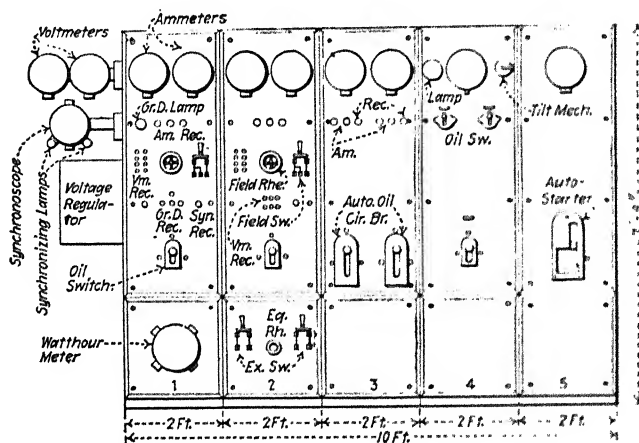 Voltmeters
Ammeters
Gr.D. Lamp
Am. Rec.
Rec.
Am.
Lamp
Tilt Mech.
Oil Sw.
Synchronoscope
Synchronizing Lamps
Vm. Rec.
Voltage Regulator
Gr.D. Rec.
Syn. Rec.
Field Rhe.
Field Sw.
Vm. Rec.
Auto. Oil Cir. Br.
Auto-Starter
Oil Switch
Watthour Meter
Eq. Rh.
Ex. Sw.
1
2
3
4
5
2 Ft.
2 Ft.
2 Ft.
2 Ft.
2 Ft.
10 Ft.